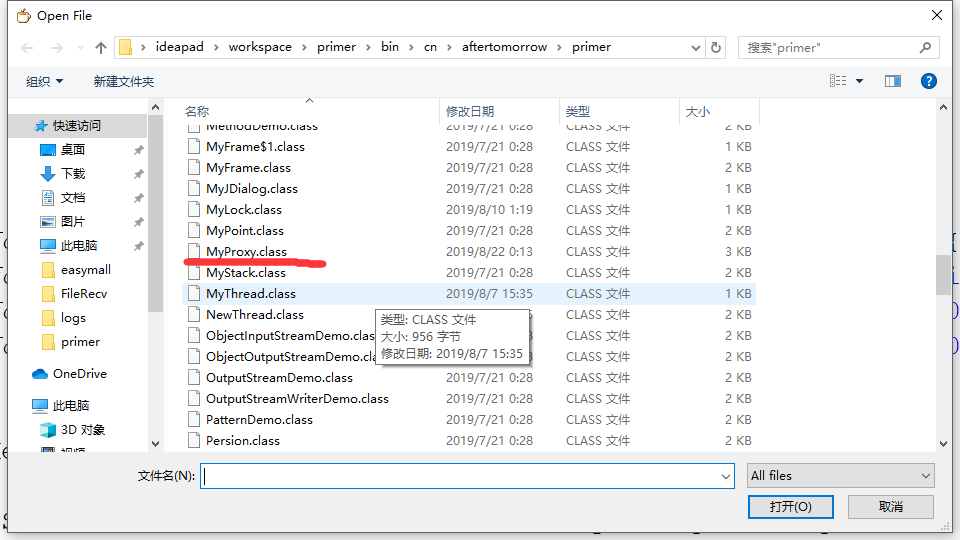 Open File
ideapad > workspace > primer > bin > cn > aftertomorrow > primer
搜索"primer"
组织 新建文件夹
名称 修改日期 类型 大小
快速访问
桌面
下载
文档
图片
此电脑
easymall
FileRecv
logs
primer
OneDrive
此电脑
3D 对象
视频
MethodDemo.class 2019/7/21 0:28 CLASS 文件 2 KB
MyFrame$1.class 2019/7/21 0:28 CLASS 文件 1 KB
MyFrame.class 2019/7/21 0:28 CLASS 文件 2 KB
MyJDialog.class 2019/7/21 0:28 CLASS 文件 2 KB
MyLock.class 2019/8/10 1:19 CLASS 文件 2 KB
MyPoint.class 2019/7/21 0:28 CLASS 文件 2 KB
MyProxy.class 2019/8/22 0:13 CLASS 文件 3 KB
MyStack.class 2019/7/21 0:28 CLASS 文件 2 KB
MyThread.class 2019/8/7 15:35 CLASS 文件 1 KB
NewThread.class CLASS 文件 2 KB
ObjectInputStreamDemo.class CLASS 文件 2 KB
ObjectOutputStreamDemo.cla CLASS 文件 2 KB
OutputStreamDemo.class 2019/7/21 0:28 CLASS 文件 2 KB
OutputStreamWriterDemo.class 2019/7/21 0:28 CLASS 文件 2 KB
PatternDemo.class 2019/7/21 0:28 CLASS 文件 2 KB
Persion.class 2019/7/21 0:28 CLASS 文件 2 KB
类型: CLASS 文件
大小: 956 字节
修改日期: 2019/8/7 15:35
文件名(N): All files
打开(O) 取消